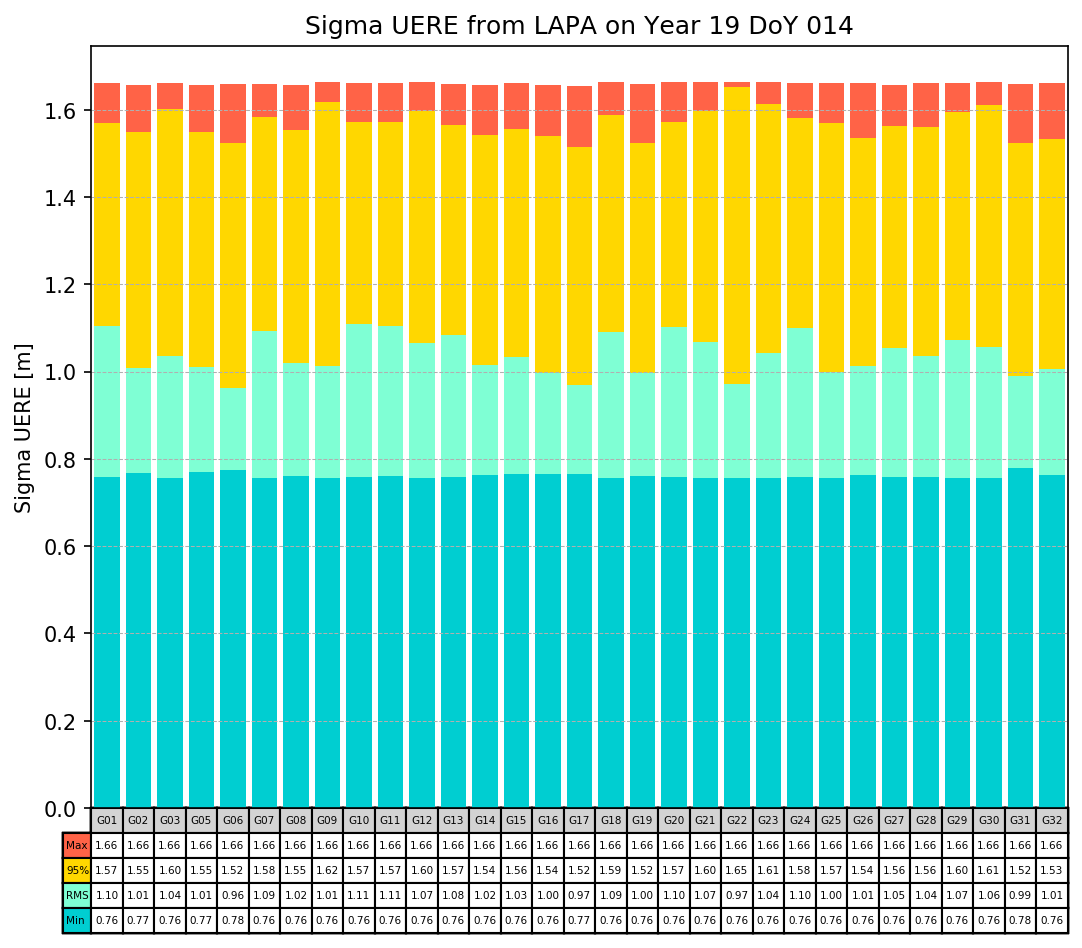 Sigma UERE from LAPA on Year 19 DoY 014
1.6
1.4
1.2
1.0
0.8
0.6
0.4
0.2
0.0
Sigma UERE [m]
G01 G02 G03 G05 G06 G07 G08 G09 G10 G11 G12 G13 G14 G15 G16 G17 G18 G19 G20 G21 G22 G23 G24 G25 G26 G27 G28 G29 G30 G31 G32
Max 1.66 1.66 1.66 1.66 1.66 1.66 1.66 1.66 1.66 1.66 1.66 1.66 1.66 1.66 1.66 1.66 1.66 1.66 1.66 1.66 1.66 1.66 1.66 1.66 1.66 1.66 1.66 1.66 1.66 1.66 1.66
95% 1.57 1.55 1.60 1.55 1.52 1.58 1.55 1.62 1.57 1.57 1.60 1.57 1.54 1.56 1.54 1.52 1.59 1.52 1.57 1.60 1.65 1.61 1.58 1.57 1.54 1.56 1.56 1.60 1.61 1.52 1.53
RMS 1.10 1.01 1.04 1.01 0.96 1.09 1.02 1.01 1.11 1.11 1.07 1.08 1.02 1.03 1.00 0.97 1.09 1.00 1.10 1.07 0.97 1.04 1.10 1.00 1.01 1.05 1.04 1.07 1.06 0.99 1.01
Min 0.76 0.77 0.76 0.77 0.78 0.76 0.76 0.76 0.76 0.76 0.76 0.76 0.76 0.76 0.76 0.77 0.76 0.76 0.76 0.76 0.76 0.76 0.76 0.76 0.76 0.76 0.76 0.76 0.76 0.78 0.76